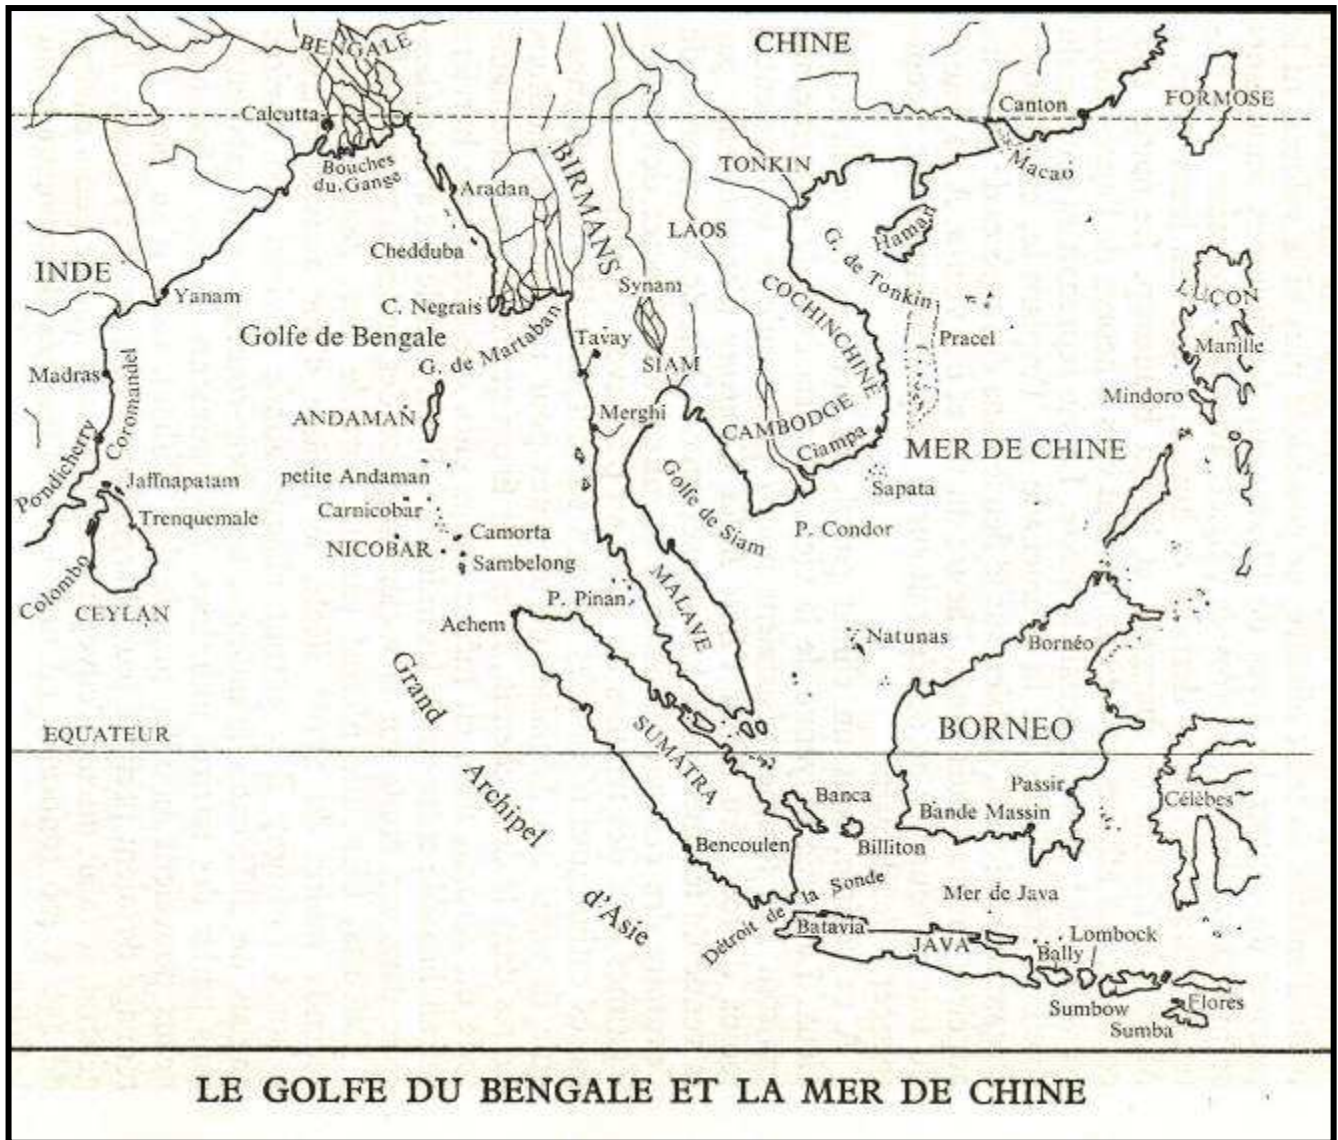 BENGALE
CHINE
FORMOSE
Calcutta
Canton
Macao
Bouches
du Gange
Aradan
BIRMANS
TONKIN
LAOS
Haman
G. de Tonkin
Chedduba
INDE
Yanam
C. Negrais
Synam
COCHINCHINE
LUÇON
Golfe de Bengale
G. de Martaban
Tavay
SIAM
Pracel
Manille
Madras
Coromandel
Mindoro
ANDAMAN
Merghi
CAMBODGE
Ciampa
MER DE CHINE
Pondicherry
Jaffnapatam
petite Andaman
Golfe de Siam
Sapata
Trenquemale
Carnicobar
Camorta
P. Condor
NICOBAR
Sambelong
Colombo
CEYLAN
P. Pinan
MALAVE
Achem
Natunas
Bornéo
Grand
Archipel
d'Asie
EQUATEUR
SUMATRA
BORNEO
Banca
Passir
Célèbes
Bande Massin
Bencoulen
Billiton
Détroit de la Sonde
Mer de Java
Batavia
JAVA
Lombock
Bally
Sumbow
Flores
Sumba
LE GOLFE DU BENGALE ET LA MER DE CHINE